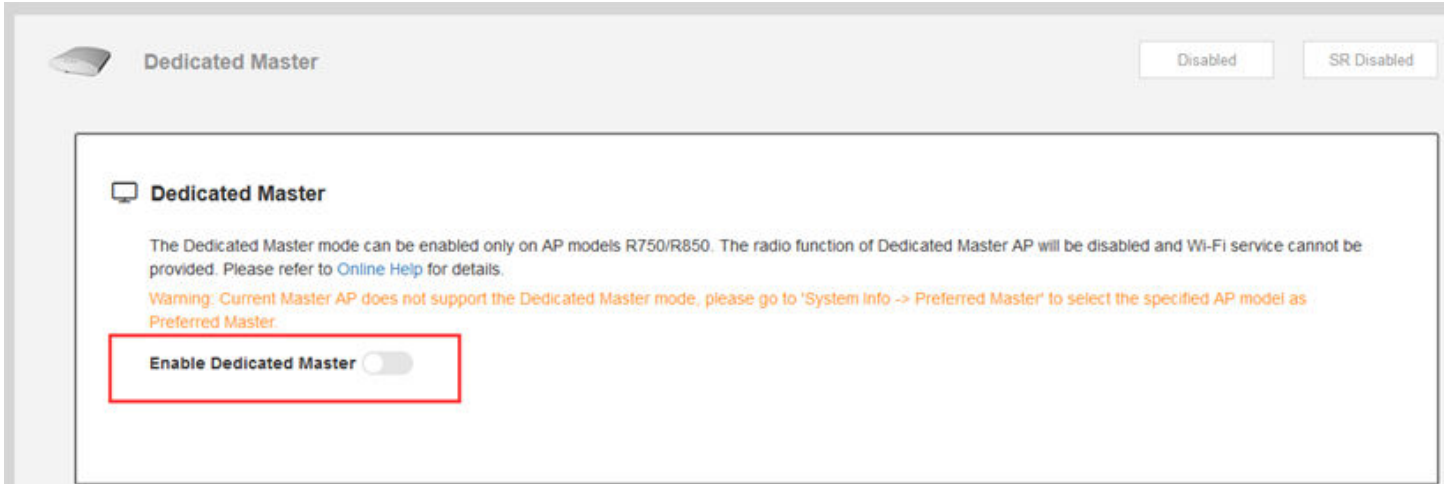 Dedicated Master
Disabled
SR Disabled
Dedicated Master
The Dedicated Master mode can be enabled only on AP models R750/R850. The radio function of Dedicated Master AP will be disabled and Wi-Fi service cannot be
provided. Please refer to Online Help for details.
Warning: Current Master AP does not support the Dedicated Master mode, please go to 'System Info -> Preferred Master' to select the specified AP model as
Preferred Master.
Enable Dedicated Master